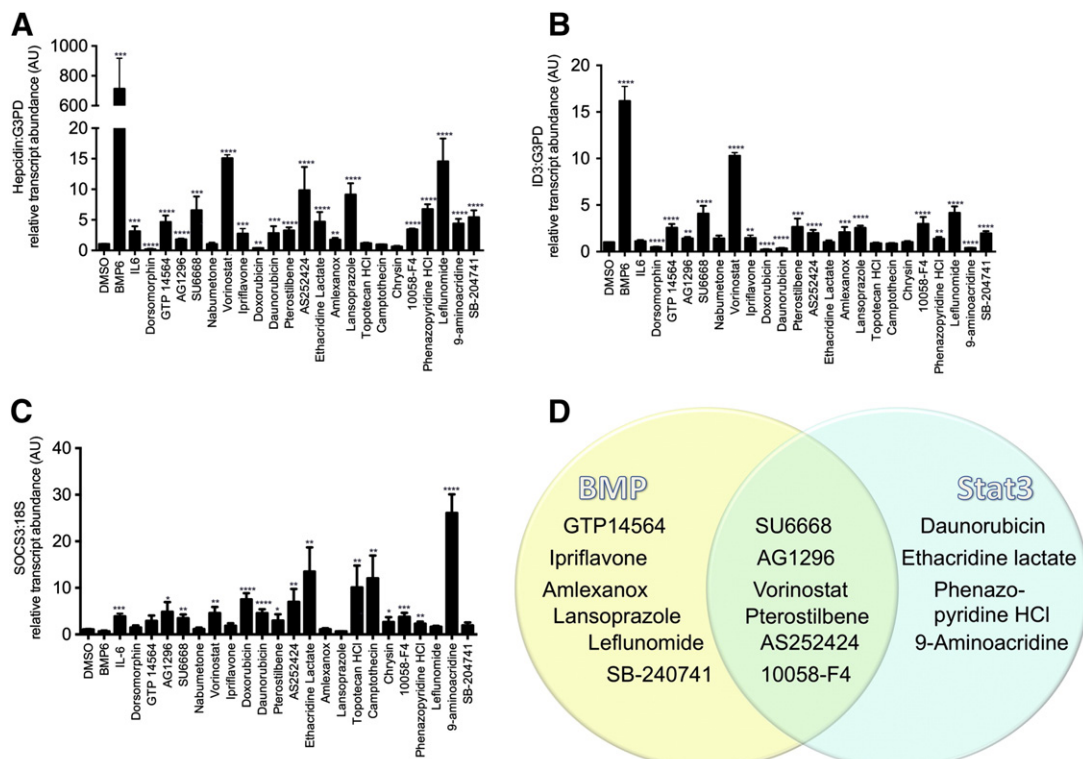 A
Hepcidin:G3PD
relative transcript abundance (AU)
1000
800
600
20
15
10
5
0
***
***
****
****
****
***
****
***
**
***
****
****
****
**
****
****
***
****
****
****
DMSO
BMP6
IL6
Dorsomorphin
GTP 14564
AG1296
SU6668
Nabumetone
Vorinostat
Ipriflavone
Doxorubicin
Daunorubicin
Pterostilbene
AS252424
Ethacridine Lactate
Amlexanox
Lansoprazole
Topotecan HCl
Camptothecin
Chrysin
10058-F4
Phenazopyridine HCl
Leflunomide
9-aminoacridine
SB-204741
B
ID3:G3PD
relative transcript abundance (AU)
20
15
10
5
0
****
****
****
**
****
****
**
****
****
***
****
***
****
***
**
****
****
****
DMSO
BMP6
IL6
Dorsomorphin
GTP 14564
AG1296
SU6668
Nabumetone
Vorinostat
Ipriflavone
Doxorubicin
Daunorubicin
Pterostilbene
AS252424
Ethacridine Lactate
Amlexanox
Lansoprazole
Topotecan HCl
Camptothecin
Chrysin
10058-F4
Phenazopyridine HCl
Leflunomide
9-aminoacridine
SB-204741
C
SOCS3:18S
relative transcript abundance (AU)
40
30
20
10
0
***
*
**
**
****
****
*
**
**
**
**
*
***
**
****
DMSO
BMP6
IL-6
Dorsomorphin
GTP 14564
AG1296
SU6668
Nabumetone
Vorinostat
Ipriflavone
Doxorubicin
Daunorubicin
Pterostilbene
AS252424
Ethacridine Lactate
Amlexanox
Lansoprazole
Topotecan HCl
Camptothecin
Chrysin
10058-F4
Phenazopyridine HCl
Leflunomide
9-aminoacridine
SB-204741
D
BMP
GTP14564
Ipriflavone
Amlexanox
Lansoprazole
Leflunomide
SB-240741
SU6668
AG1296
Vorinostat
Pterostilbene
AS252424
10058-F4
Stat3
Daunorubicin
Ethacridine lactate
Phenazo-
pyridine HCl
9-Aminoacridine